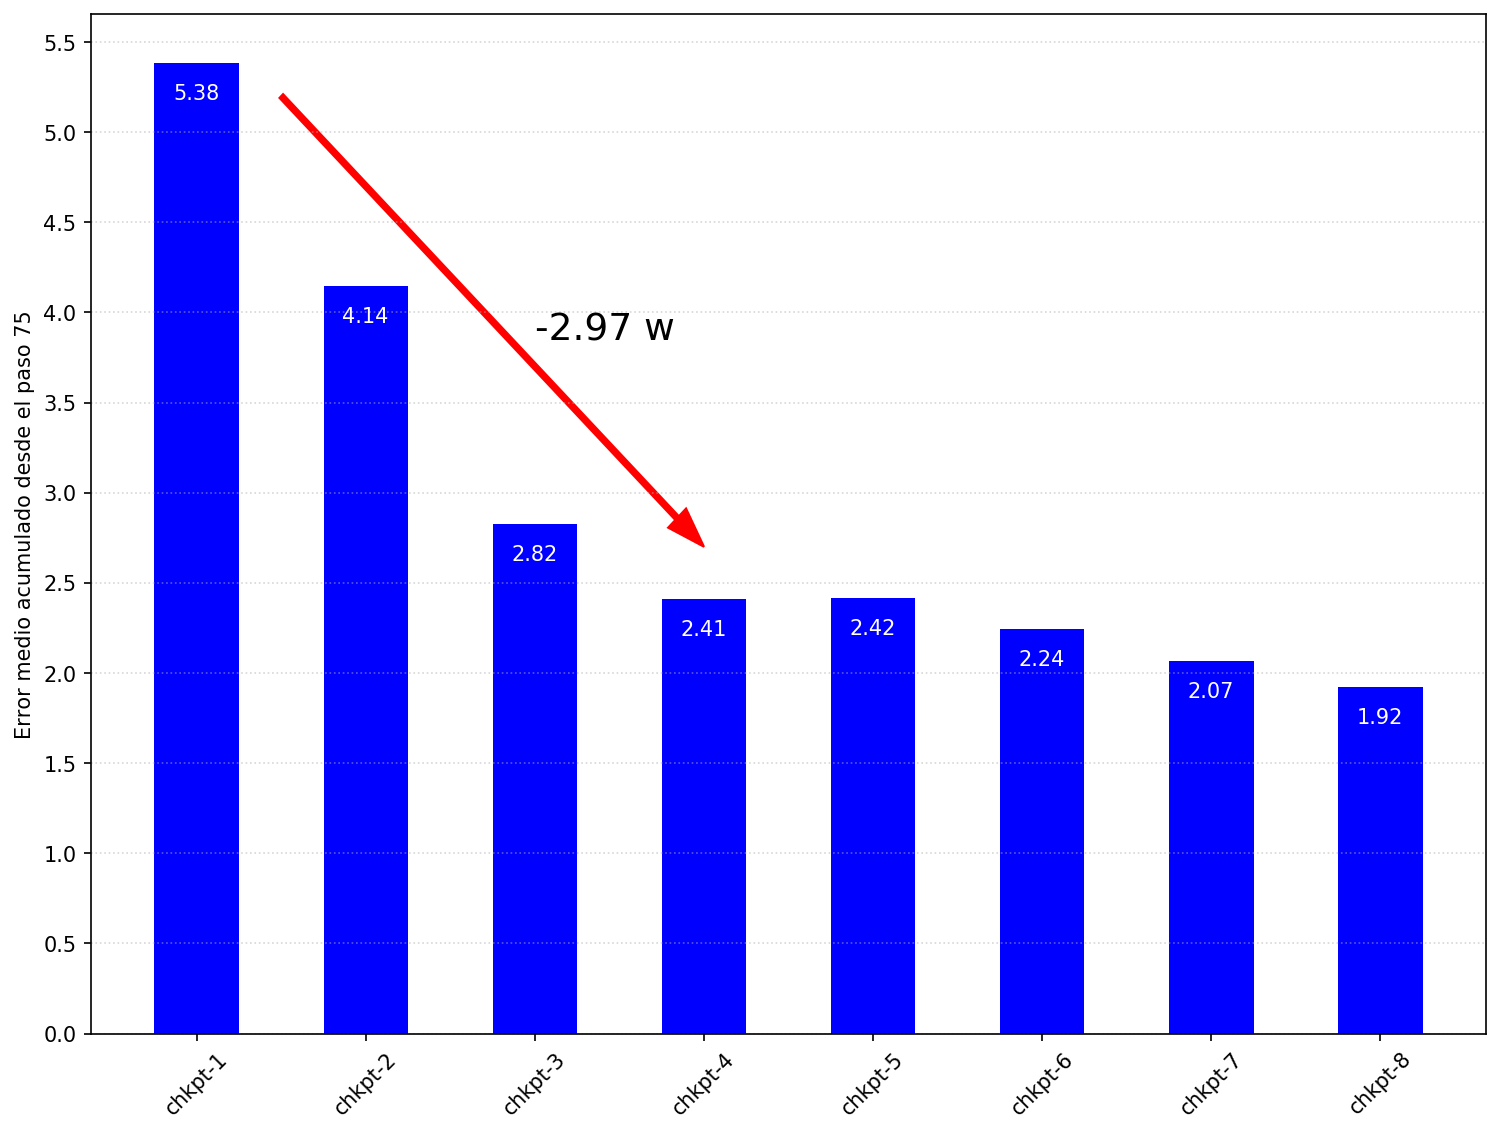 Error medio acumulado desde el paso 75
5.5
5.0
4.5
4.0
3.5
3.0
2.5
2.0
1.5
1.0
0.5
0.0
5.38
4.14
2.82
2.41
2.42
2.24
2.07
1.92
-2.97 w
chkpt-1
chkpt-2
chkpt-3
chkpt-4
chkpt-5
chkpt-6
chkpt-7
chkpt-8